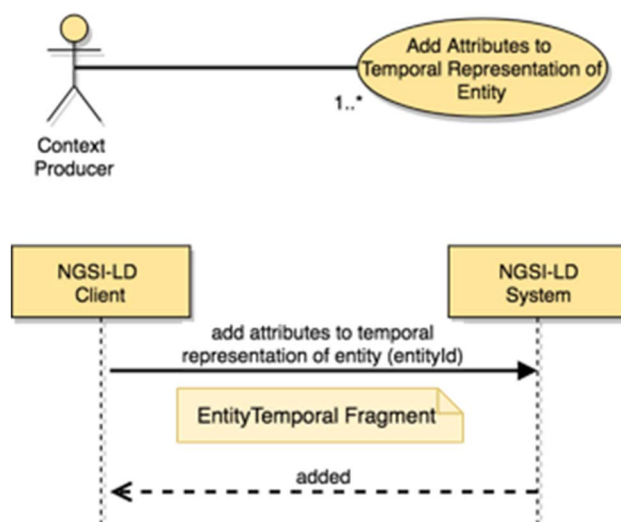 Add Attributes to
Temporal Representation of
Entity
1..*
Context
Producer
NGSI-LD
Client
NGSI-LD
System
add attributes to temporal
representation of entity (entityId)
EntityTemporal Fragment
added